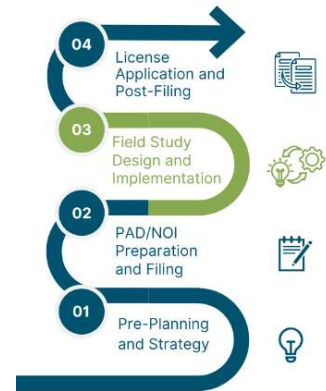 04
License
Application and
Post-Filing
03
Field Study
Design and
Implementation
02
PAD/NOI
Preparation
and Filing
01
Pre-Planning
and Strategy